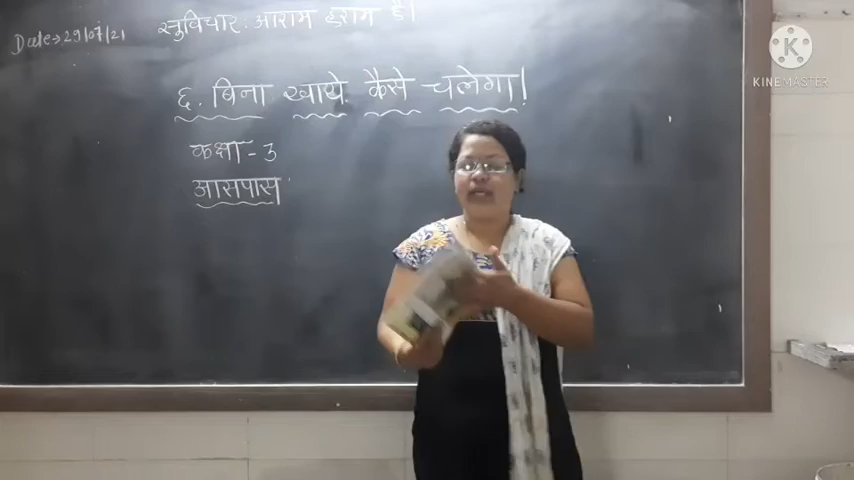 Date→29/07/21
सुविचार: आराम हराम है।
६. बिना खाये कैसे चलेगा!
कक्षा - 3
आसपास
K
KINEMASTER